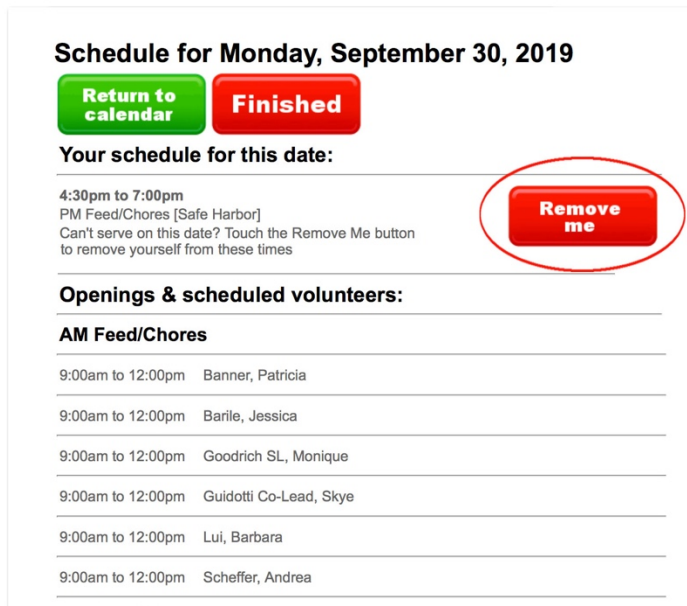 Schedule for Monday, September 30, 2019
Return to
calendar
Finished
Your schedule for this date:
4:30pm to 7:00pm
PM Feed/Chores [Safe Harbor]
Can't serve on this date? Touch the Remove Me button
to remove yourself from these times
Remove
me
Openings & scheduled volunteers:
AM Feed/Chores
9:00am to 12:00pm Banner, Patricia
9:00am to 12:00pm Barile, Jessica
9:00am to 12:00pm Goodrich SL, Monique
9:00am to 12:00pm Guidotti Co-Lead, Skye
9:00am to 12:00pm Lui, Barbara
9:00am to 12:00pm Scheffer, Andrea